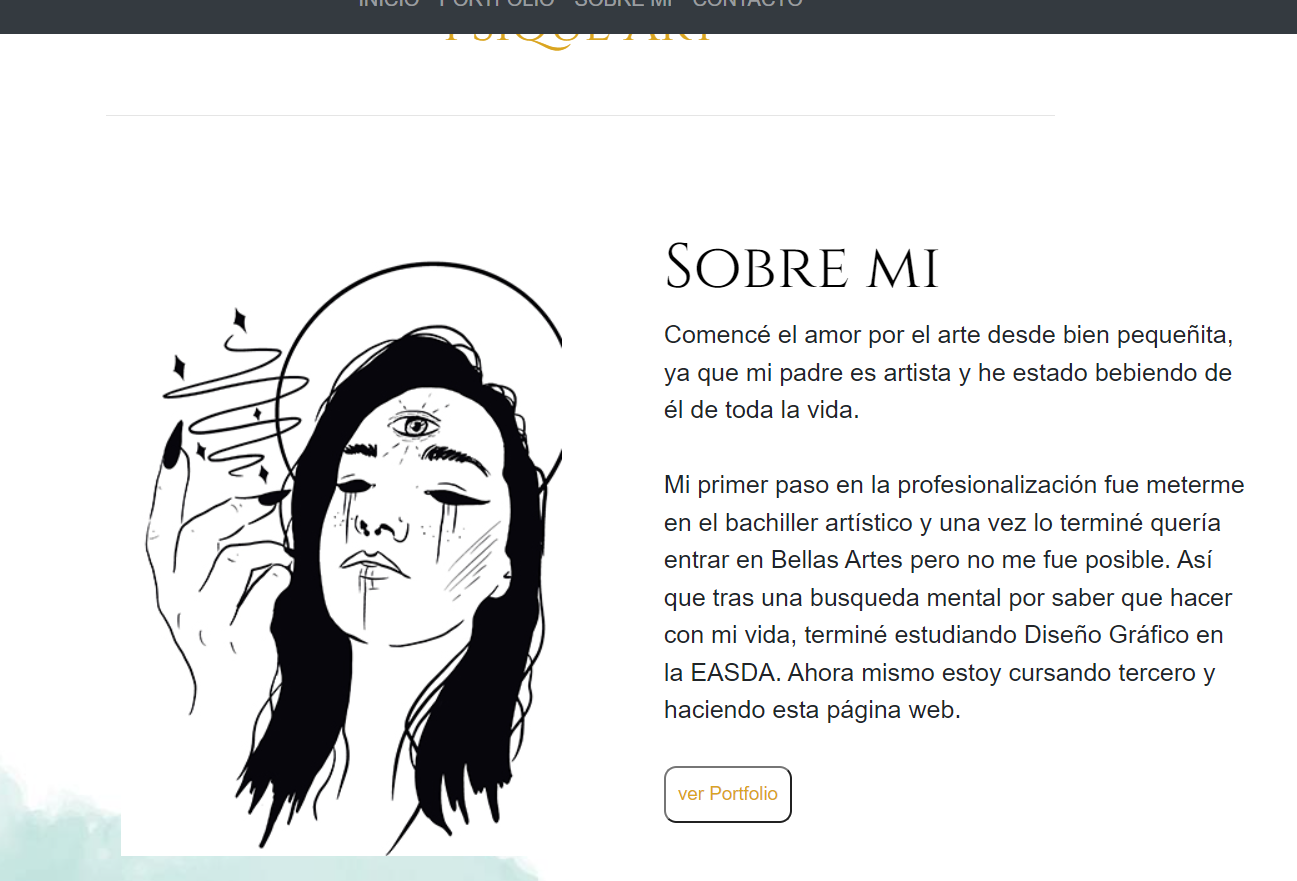 INICIO PORTFOLIO SOBRE MI CONTACTO
PSIQUE ART
SOBRE MI
Comencé el amor por el arte desde bien pequeñita,
ya que mi padre es artista y he estado bebiendo de
él de toda la vida.
Mi primer paso en la profesionalización fue meterme
en el bachiller artístico y una vez lo terminé quería
entrar en Bellas Artes pero no me fue posible. Así
que tras una busqueda mental por saber que hacer
con mi vida, terminé estudiando Diseño Gráfico en
la EASDA. Ahora mismo estoy cursando tercero y
haciendo esta página web.
ver Portfolio